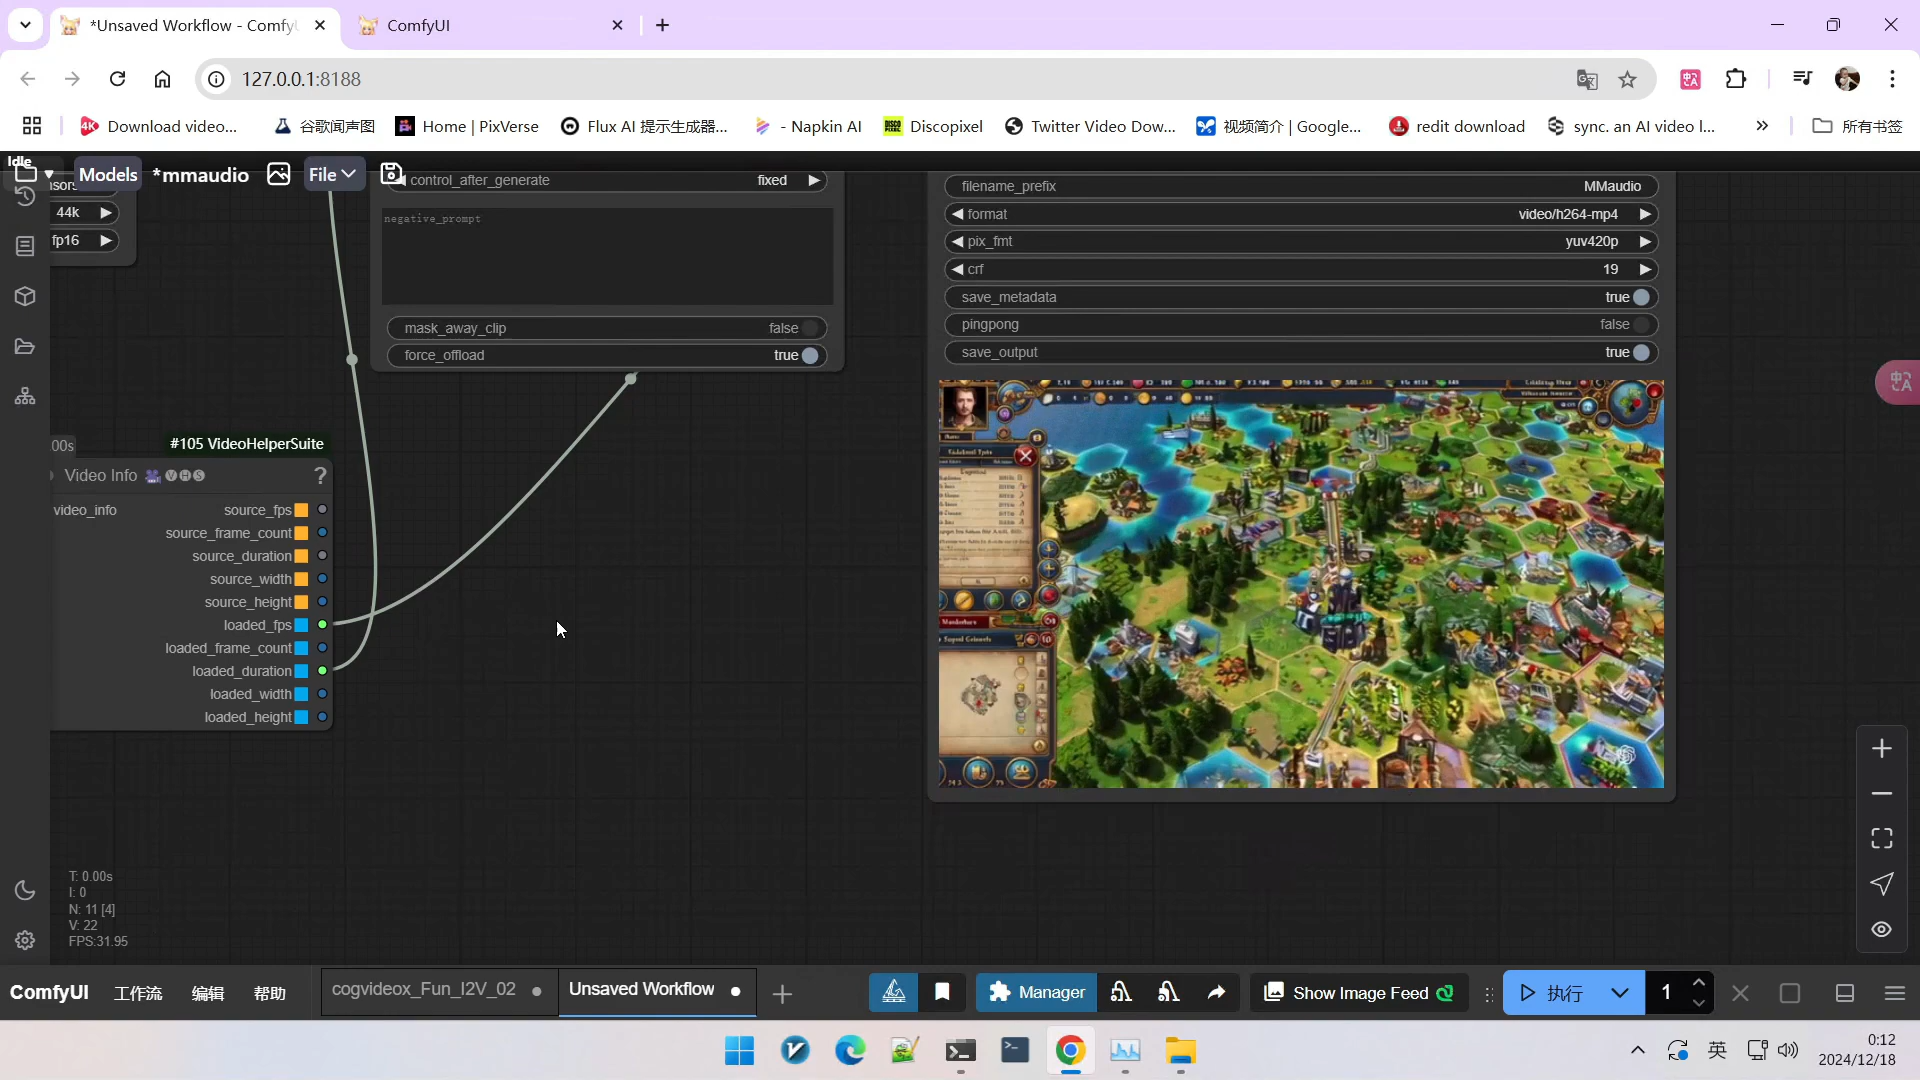 *Unsaved Workflow - ComfyU
ComfyUI
127.0.0.1:8188
Download video...
谷歌闻声图
Home | PixVerse
Flux AI 提示生成器...
- Napkin AI
Discopixel
Twitter Video Dow...
视频简介 | Google...
redit download
sync. an AI video l...
所有书签
Idle
Models
*mmaudio
File
control_after_generate fixed
filename_prefix MMaudio
44k
negative_prompt
format video/h264-mp4
fp16
pix_fmt yuv420p
crf 19
save_metadata true
mask_away_clip false
pingpong false
force_offload true
save_output true
#105 VideoHelperSuite
Video Info
?
video_info
source_fps
source_frame_count
source_duration
source_width
source_height
loaded_fps
loaded_frame_count
loaded_duration
loaded_width
loaded_height
T: 0.00s
I: 0
N: 11 [4]
V: 22
FPS:31.95
ComfyUI
工作流
编辑
帮助
cogvideox_Fun_I2V_02
Unsaved Workflow
Manager
Show Image Feed
执行
1
英
0:12
2024/12/18